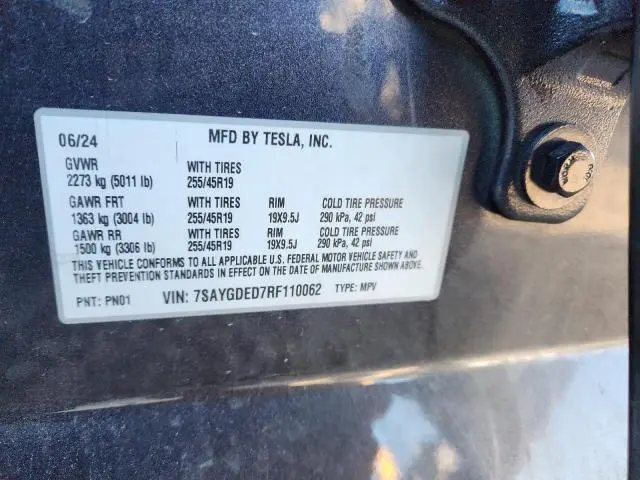 06/24 MFD BY TESLA, INC.
GVWR WITH TIRES
2273 kg (5011 lb) 255/45R19
GAWR FRT WITH TIRES RIM COLD TIRE PRESSURE
1363 kg (3004 lb) 255/45R19 19X9.5J 290 kPa, 42 psi
GAWR RR WITH TIRES RIM COLD TIRE PRESSURE
1500 kg (3306 lb) 255/45R19 19X9.5J 290 kPa, 42 psi
THIS VEHICLE CONFORMS TO ALL APPLICABLE U.S. FEDERAL MOTOR VEHICLE SAFETY AND
THEFT PREVENTION STANDARDS IN EFFECT ON THE DATE OF MANUFACTURE SHOWN ABOVE.
PNT: PN01 VIN: 7SAYGDED7RF110062 TYPE: MPV